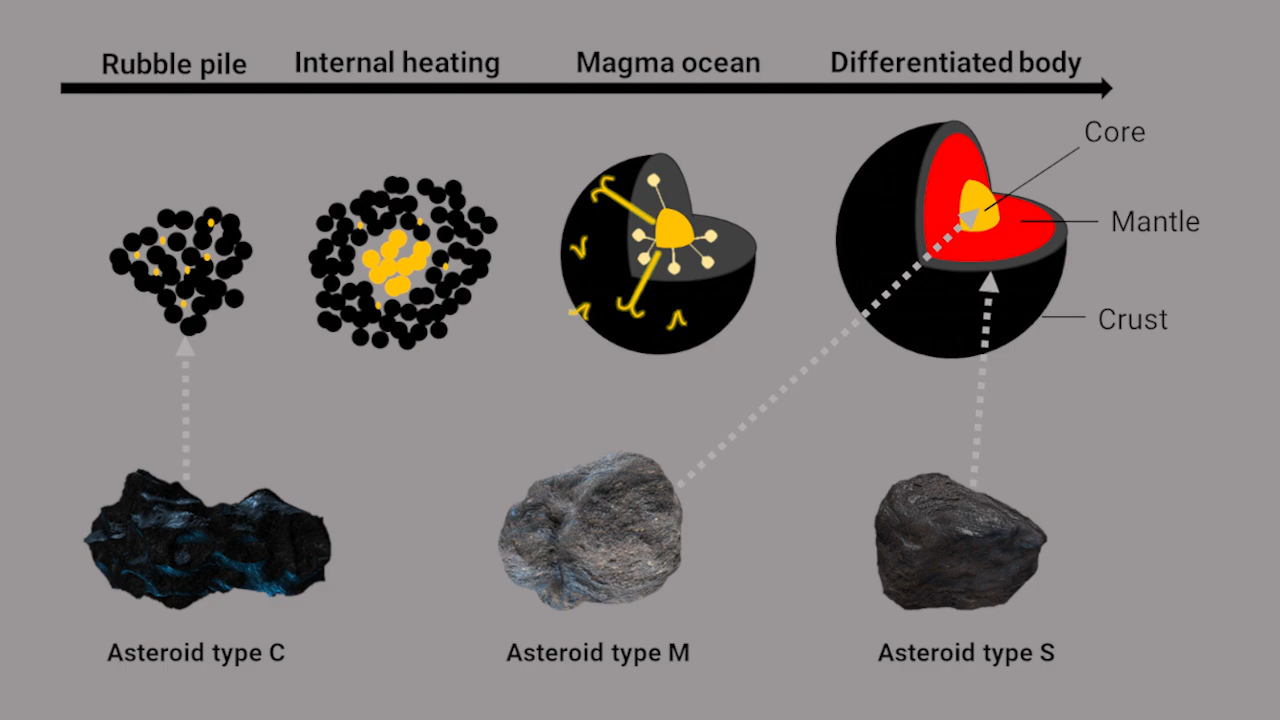 Rubble pile
Internal heating
Magma ocean
Differentiated body
Core
Mantle
Crust
Asteroid type C
Asteroid type M
Asteroid type S